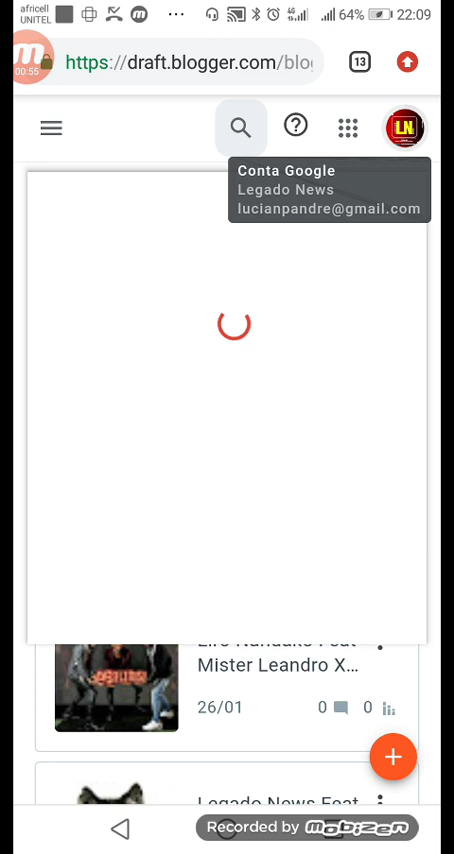 africell
UNITEL
64%
22:09
00:55
https://draft.blogger.com/blog
13
LN
Conta Google
Legado News
lucianpandre@gmail.com
Mister Leandro X...
26/01
0
0
Legado News Feat
Recorded by mobizen